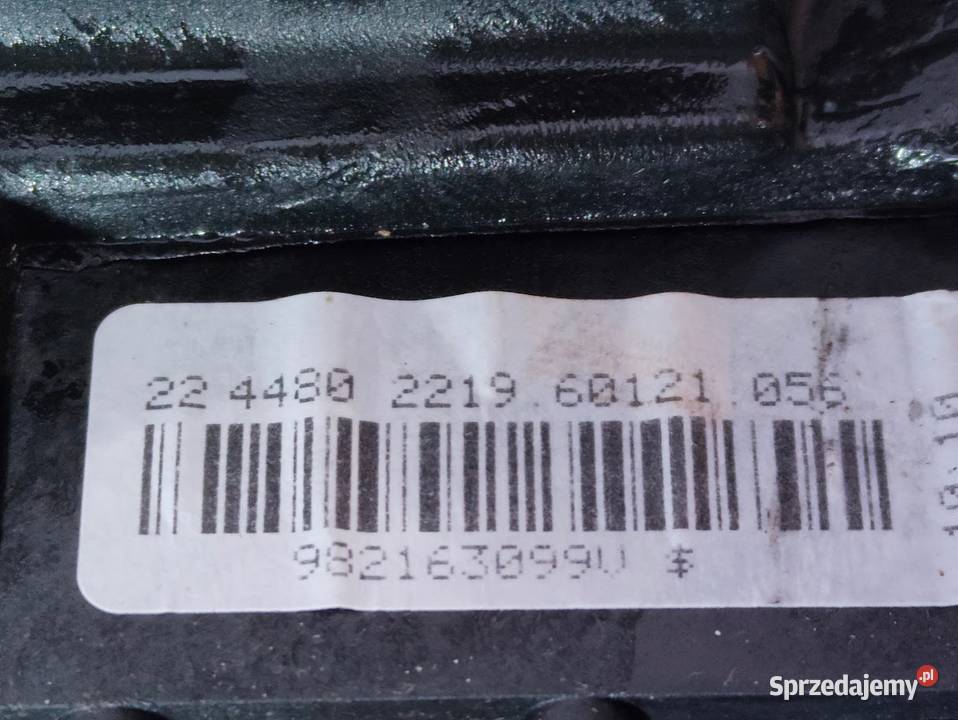 22 4480 2219 60121 056
982163099U $
Sprzedajemy.pl